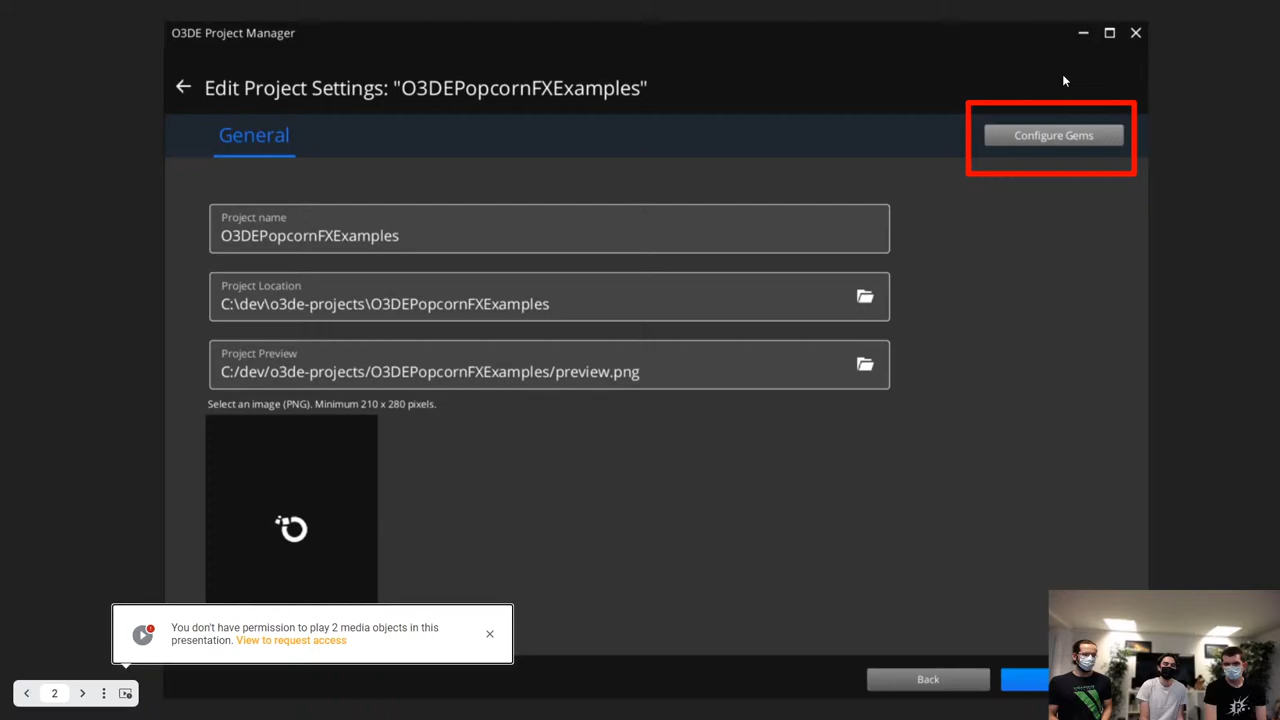 O3DE Project Manager
Edit Project Settings: "O3DEPopcornFXExamples"
General
Configure Gems
Project name
O3DEPopcornFXExamples
Project Location
C:\dev\o3de-projects\O3DEPopcornFXExamples
Project Preview
C:/dev/o3de-projects/O3DEPopcornFXExamples/preview.png
Select an image (PNG). Minimum 210 x 280 pixels.
You don't have permission to play 2 media objects in this
presentation. View to request access
2
Back